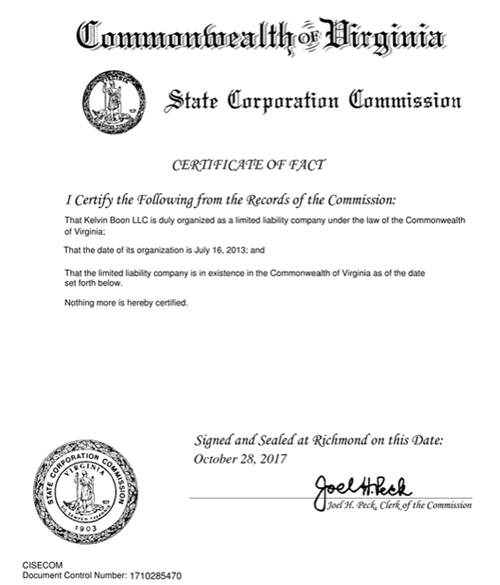 Commonwealth of Virginia
VIRGINIA
State Corporation Commission
CERTIFICATE OF FACT
I Certify the Following from the Records of the Commission:
That Kelvin Boon LLC is duly organized as a limited liability company under the law of the Commonwealth
of Virginia;
That the date of its organization is July 16, 2013; and
That the limited liability company is in existence in the Commonwealth of Virginia as of the date
set forth below.
Nothing more is hereby certified.
Signed and Sealed at Richmond on this Date:
October 28, 2017
STATE CORPORATION COMMISSION
VIRGINIA
1903
Joel H. Peck
Joel H. Peck, Clerk of the Commission
CISECOM
Document Control Number: 1710285470